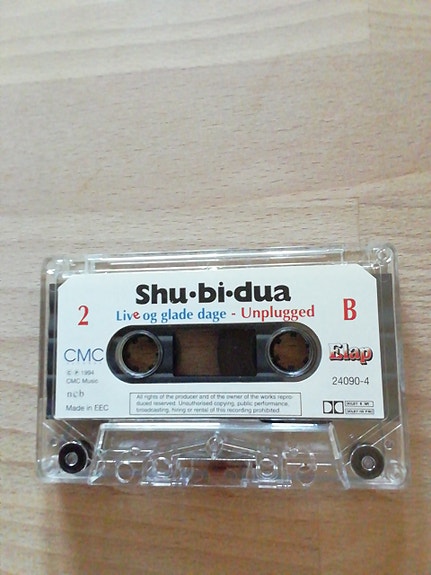 Shu·bi·dua
2 Live og glade dage - Unplugged B
CMC
Elap
© ℗ 1994
CMC Music
24090-4
ncb
Made in EEC
All rights of the producer and of the owner of the works repro-
duced reserved. Unauthorised copying, public performance,
broadcasting, hiring or rental of this recording prohibited